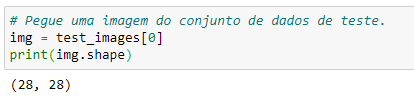 # Pegue uma imagem do conjunto de dados de teste.
img = test_images[0]
print(img.shape)
(28, 28)